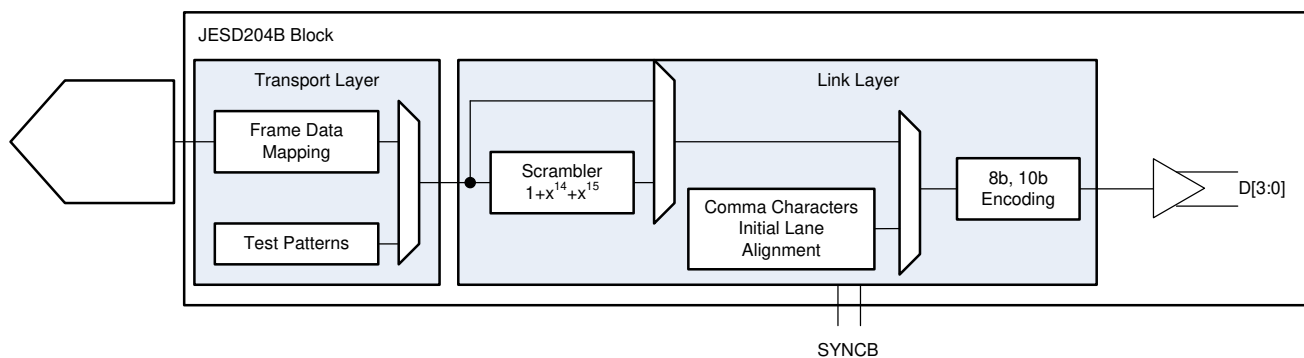 JESD204B Block
Transport Layer
Frame Data
Mapping
Test Patterns
Link Layer
Scrambler
1+x¹⁴+x¹⁵
Comma Characters
Initial Lane
Alignment
8b, 10b
Encoding
D[3:0]
SYNCB